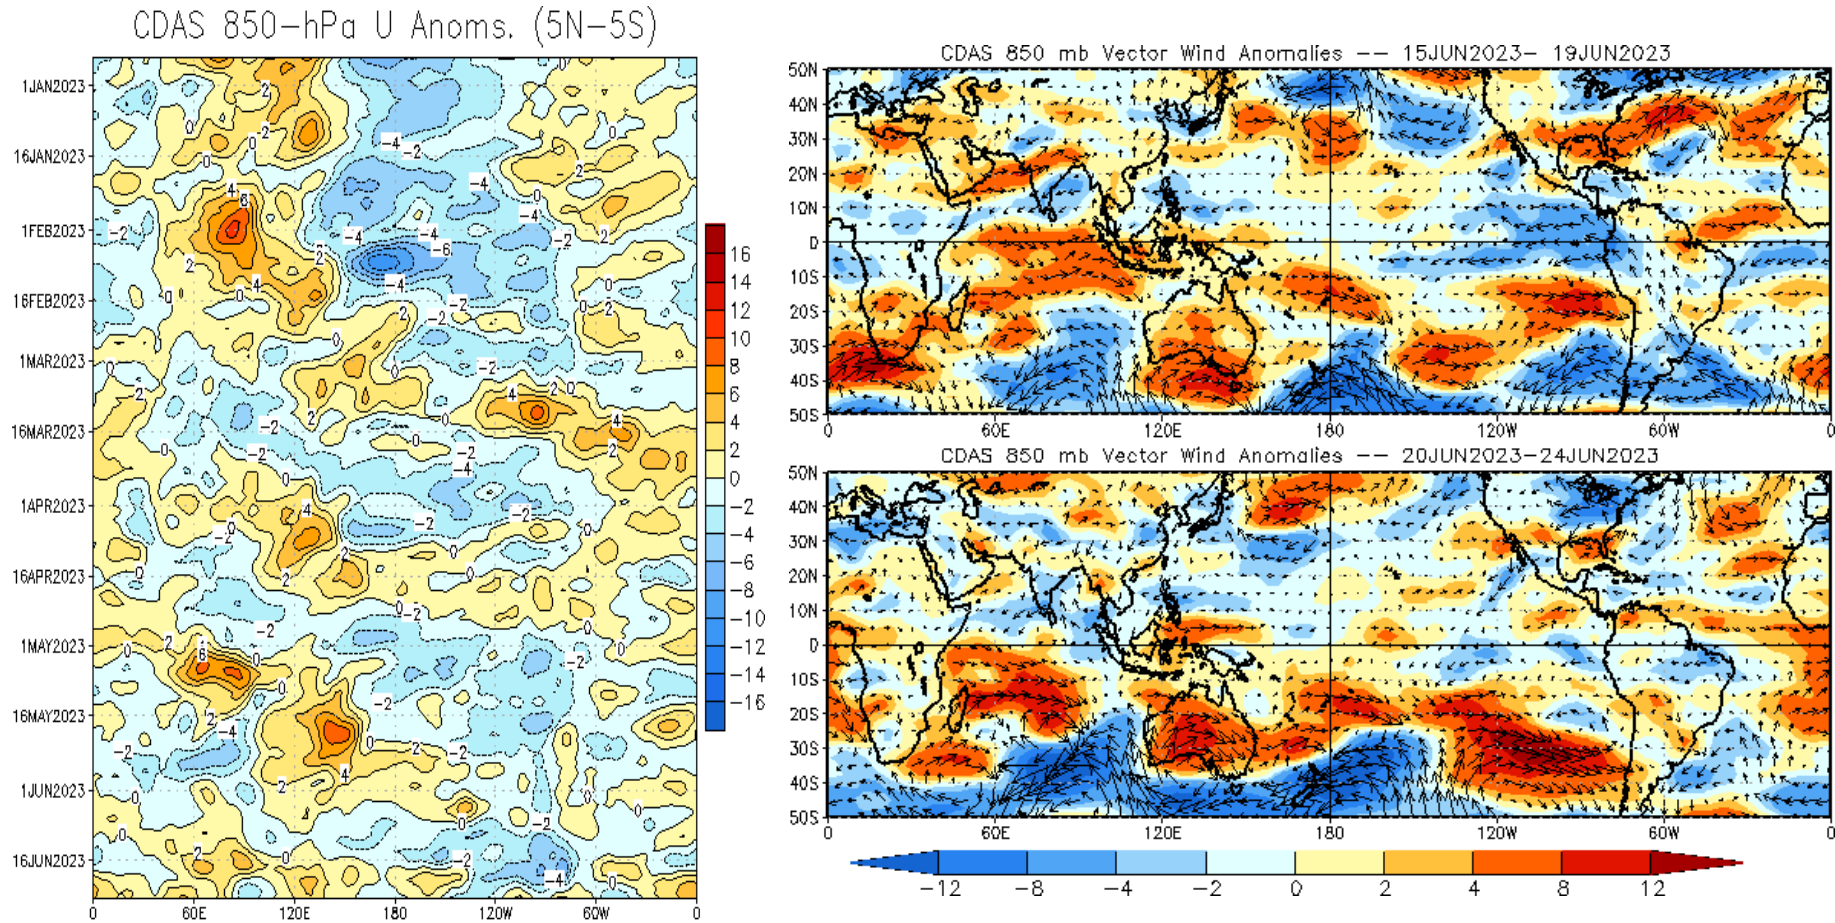 CDAS 850-hPa U Anoms. (5N-5S)
1JAN2023
16JAN2023
1FEB2023
16FEB2023
1MAR2023
16MAR2023
1APR2023
16APR2023
1MAY2023
16MAY2023
1JUN2023
16JUN2023
0 60E 120E 180 120W 60W 0
16
14
12
10
8
6
4
2
0
-2
-4
-6
-8
-10
-12
-14
-16
CDAS 850 mb Vector Wind Anomalies -- 15JUN2023- 19JUN2023
50N
40N
30N
20N
10N
0
10S
20S
30S
40S
50S
0 60E 120E 180 120W 60W 0
CDAS 850 mb Vector Wind Anomalies -- 20JUN2023-24JUN2023
50N
40N
30N
20N
10N
0
10S
20S
30S
40S
50S
0 60E 120E 180 120W 60W 0
-12 -8 -4 -2 0 2 4 8 12